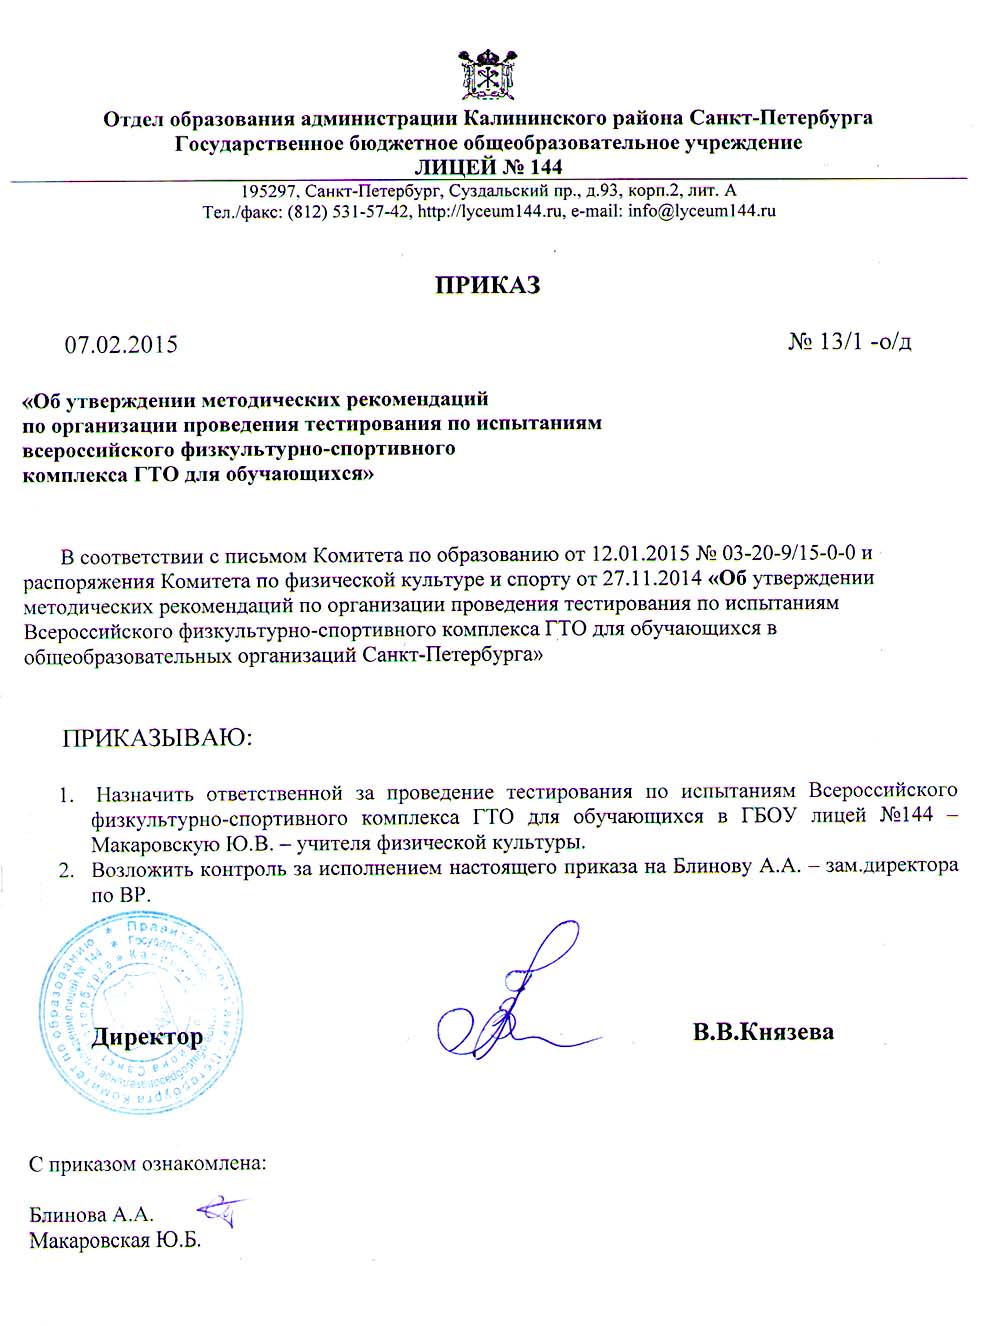 Отдел образования администрации Калининского района Санкт-Петербурга
Государственное бюджетное общеобразовательное учреждение
ЛИЦЕЙ № 144
195297, Санкт-Петербург, Суздальский пр., д.93, корп.2, лит. А
Тел./факс: (812) 531-57-42, http://lyceum144.ru, e-mail: info@lyceum144.ru
ПРИКАЗ
07.02.2015 № 13/1 -о/д
«Об утверждении методических рекомендаций
по организации проведения тестирования по испытаниям
всероссийского физкультурно-спортивного
комплекса ГТО для обучающихся»
В соответствии с письмом Комитета по образованию от 12.01.2015 № 03-20-9/15-0-0 и
распоряжения Комитета по физической культуре и спорту от 27.11.2014 «Об утверждении
методических рекомендаций по организации проведения тестирования по испытаниям
Всероссийского физкультурно-спортивного комплекса ГТО для обучающихся в
общеобразовательных организаций Санкт-Петербурга»
ПРИКАЗЫВАЮ:
1. Назначить ответственной за проведение тестирования по испытаниям Всероссийского
физкультурно-спортивного комплекса ГТО для обучающихся в ГБОУ лицей №144 –
Макаровскую Ю.В. – учителя физической культуры.
2. Возложить контроль за исполнением настоящего приказа на Блинову А.А. – зам.директора
по ВР.
Директор В.В.Князева
С приказом ознакомлена:
Блинова А.А.
Макаровская Ю.Б.